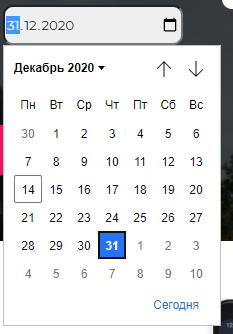 31.12.2020
Декабрь 2020
Пн Вт Ср Чт Пт Сб Вс
30 1 2 3 4 5 6
7 8 9 10 11 12 13
14 15 16 17 18 19 20
21 22 23 24 25 26 27
28 29 30 31 1 2 3
4 5 6 7 8 9 10
Сегодня